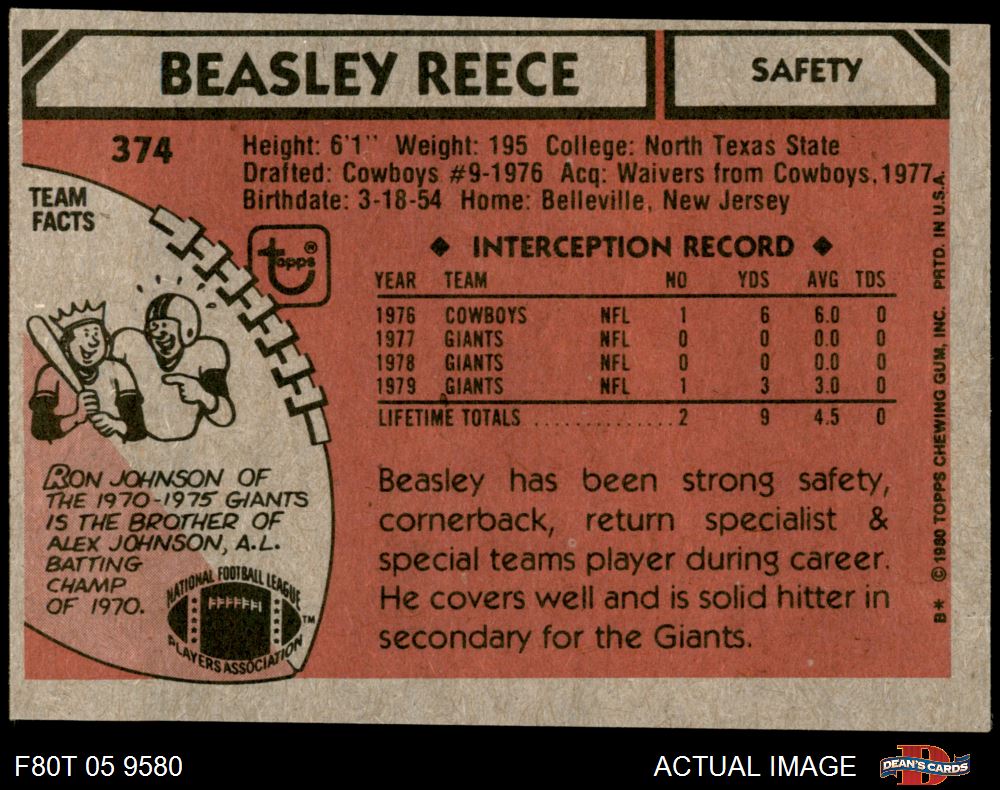 BEASLEY REECE
SAFETY
374
Height: 6'1" Weight: 195 College: North Texas State
Drafted: Cowboys #9-1976 Acq: Waivers from Cowboys, 1977
Birthdate: 3-18-54 Home: Belleville, New Jersey
TEAM
FACTS
topps®
◆ INTERCEPTION RECORD ◆
YEAR TEAM NO YDS AVG TDS
1976 COWBOYS NFL 1 6 6.0 0
1977 GIANTS NFL 0 0 0.0 0
1978 GIANTS NFL 0 0 0.0 0
1979 GIANTS NFL 1 3 3.0 0
LIFETIME TOTALS .............. 2 9 4.5 0
RON JOHNSON OF
THE 1970-1975 GIANTS
IS THE BROTHER OF
ALEX JOHNSON, A.L.
BATTING
CHAMP
OF 1970.
NATIONAL FOOTBALL LEAGUE
PLAYERS ASSOCIATION
TM
Beasley has been strong safety,
cornerback, return specialist &
special teams player during career.
He covers well and is solid hitter in
secondary for the Giants.
B* © 1980 TOPPS CHEWING GUM, INC. PRTD. IN U.S.A.
F80T 05 9580
ACTUAL IMAGE
D
DEAN'S CARDS